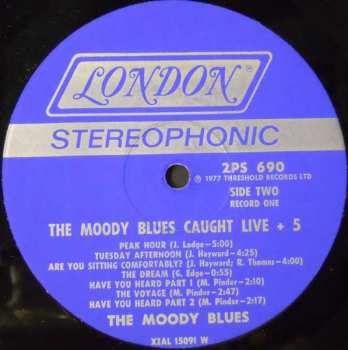 LONDON
STEREOPHONIC
2PS 690
℗ 1977 THRESHOLD RECORDS LTD
SIDE TWO
RECORD ONE
THE MOODY BLUES CAUGHT LIVE + 5
PEAK HOUR (J. Lodge-5:00)
TUESDAY AFTERNOON (J. Hayward-4:25)
ARE YOU SITTING COMFORTABLY? (J. Hayward; R. Thomas-4:00)
THE DREAM (G. Edge-0:55)
HAVE YOU HEARD PART 1 (M. Pinder-2:10)
THE VOYAGE (M. Pinder-2:47)
HAVE YOU HEARD PART 2 (M. Pinder-2:17)
THE MOODY BLUES
XZAL 15091 W